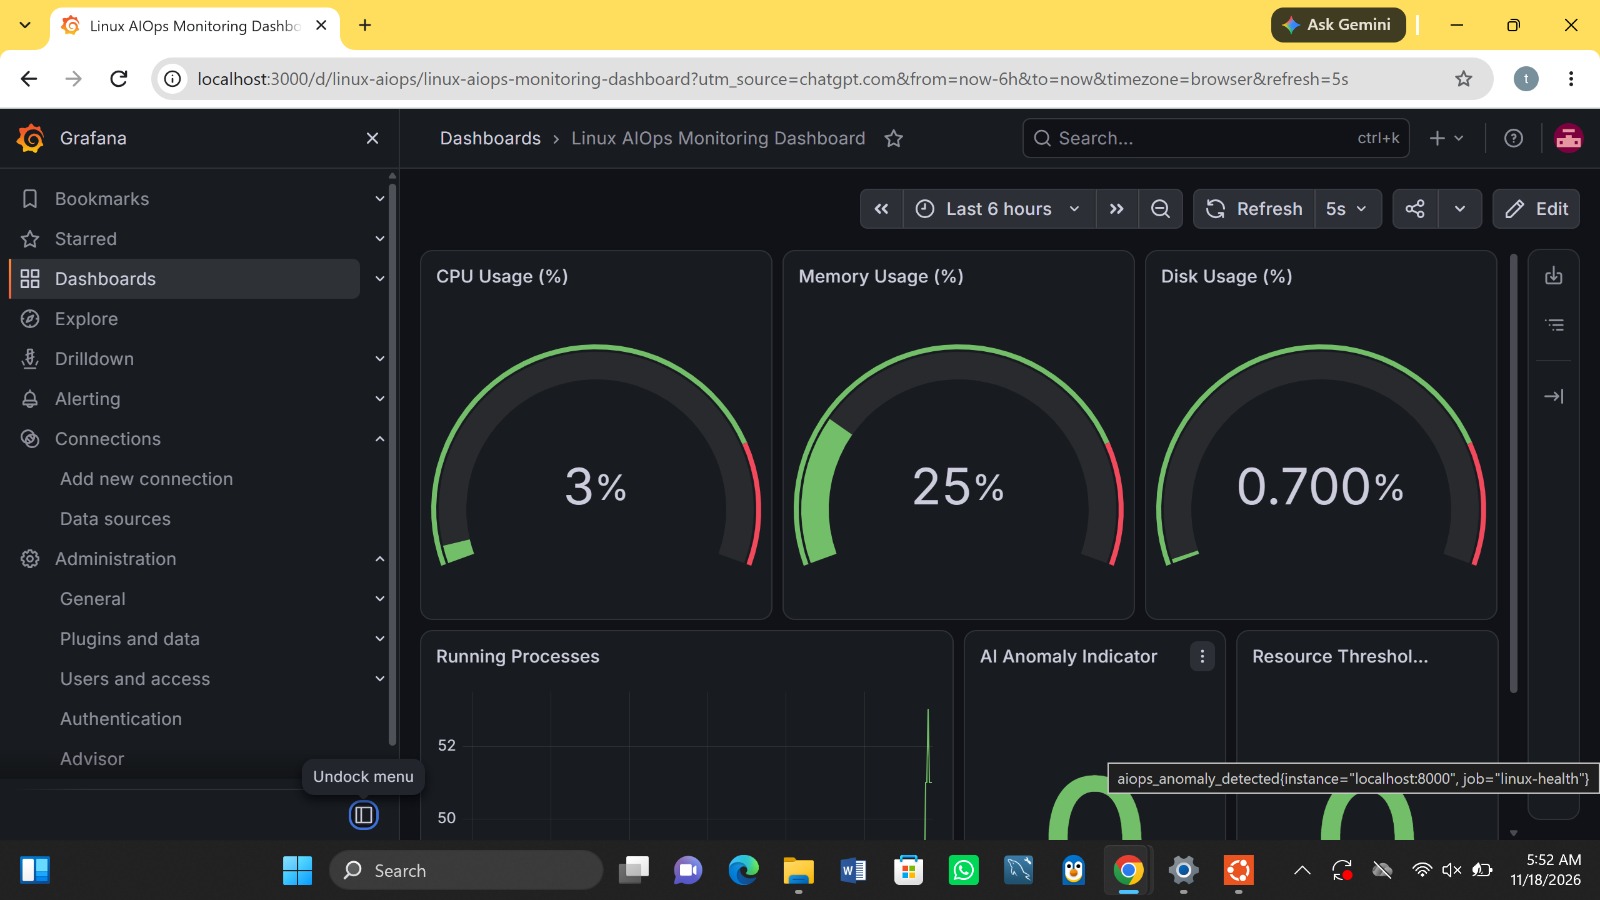 Linux AIOps Monitoring Dashbo
Ask Gemini
localhost:3000/d/linux-aiops/linux-aiops-monitoring-dashboard?utm_source=chatgpt.com&from=now-6h&to=now&timezone=browser&refresh=5s
t
Grafana
Dashboards › Linux AIOps Monitoring Dashboard
Search...
ctrl+k
Bookmarks
Starred
Dashboards
Explore
Drilldown
Alerting
Connections
Add new connection
Data sources
Administration
General
Plugins and data
Users and access
Authentication
Advisor
Undock menu
Last 6 hours
Refresh
5s
Edit
CPU Usage (%)
3%
Memory Usage (%)
25%
Disk Usage (%)
0.700%
Running Processes
52
50
AI Anomaly Indicator
Resource Threshol...
aiops_anomaly_detected{instance="localhost:8000", job="linux-health"}
Search
5:52 AM
11/18/2026